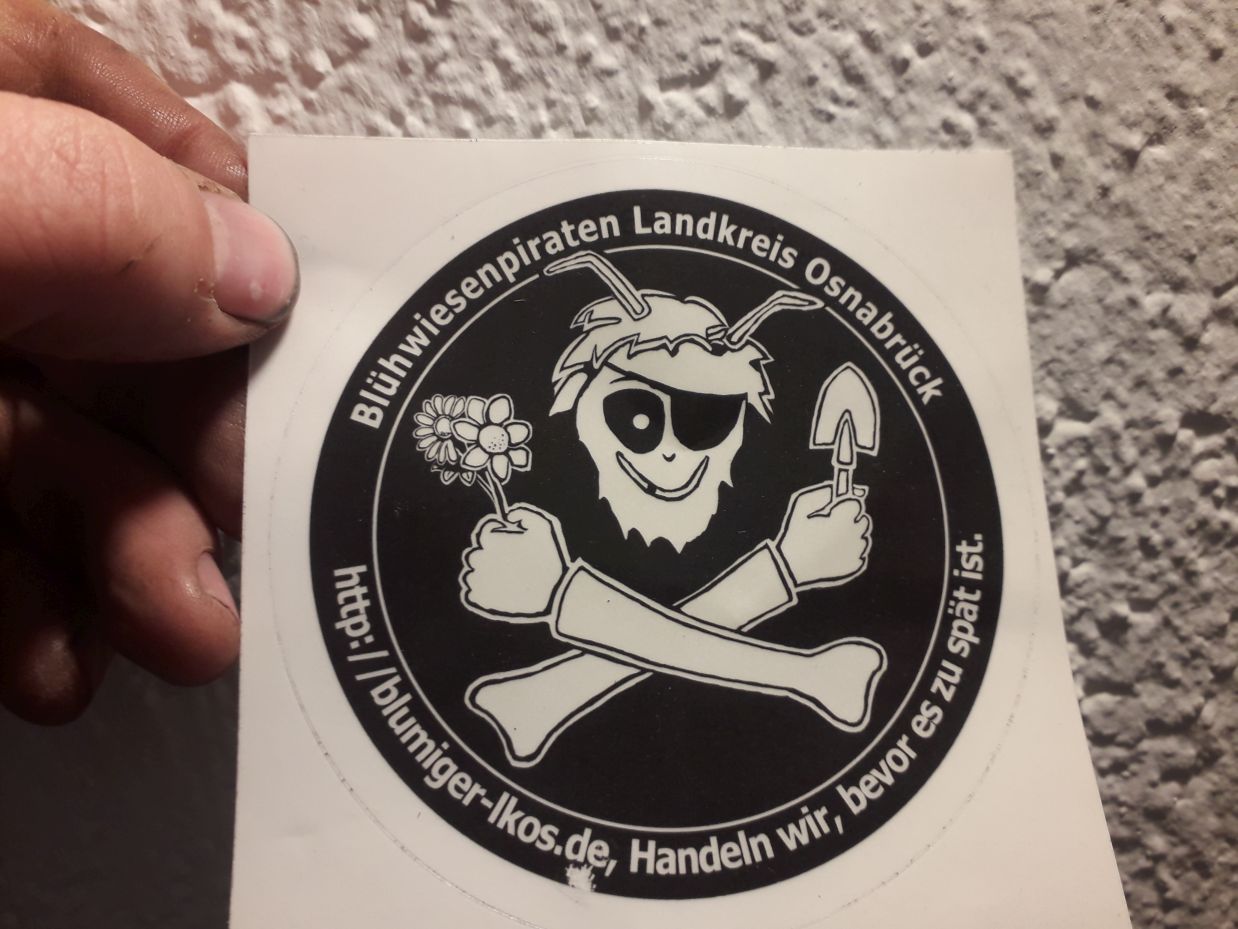 Blühwiesenpiraten Landkreis Osnabrück
http://blumiger-lkos.de, Handeln wir, bevor es zu spät ist.